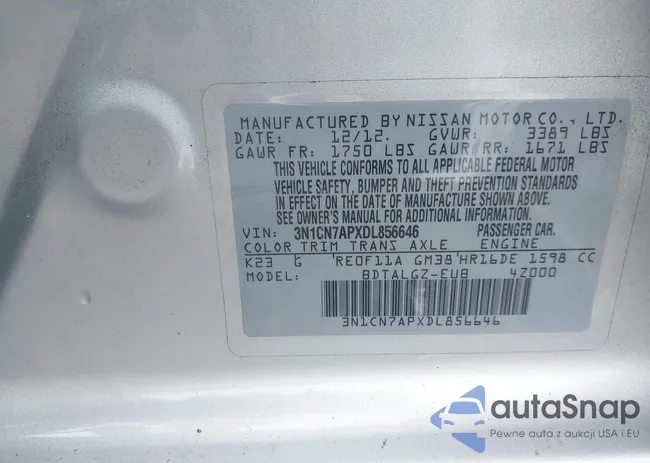 MANUFACTURED BY NISSAN MOTOR CO., LTD.
DATE: 12/12. GVWR: 3389 LBS
GAWR FR: 1750 LBS GAWR/RR: 1671 LBS
THIS VEHICLE CONFORMS TO ALL APPLICABLE FEDERAL MOTOR
VEHICLE SAFETY, BUMPER AND THEFT PREVENTION STANDARDS
IN EFFECT ON THE DATE OF MANUFACTURE SHOWN ABOVE.
SEE OWNER'S MANUAL FOR ADDITIONAL INFORMATION.
VIN: 3N1CN7APXDL856646 PASSENGER CAR.
COLOR TRIM TRANS AXLE ENGINE
K23 G 'RE0F11A GM38'HR16DE 1598 CC
MODEL: BDTALGZ-EUB 4Z000
3N1CN7APXDL856646
autaSnap
Pewne auta z aukcji USA i EU